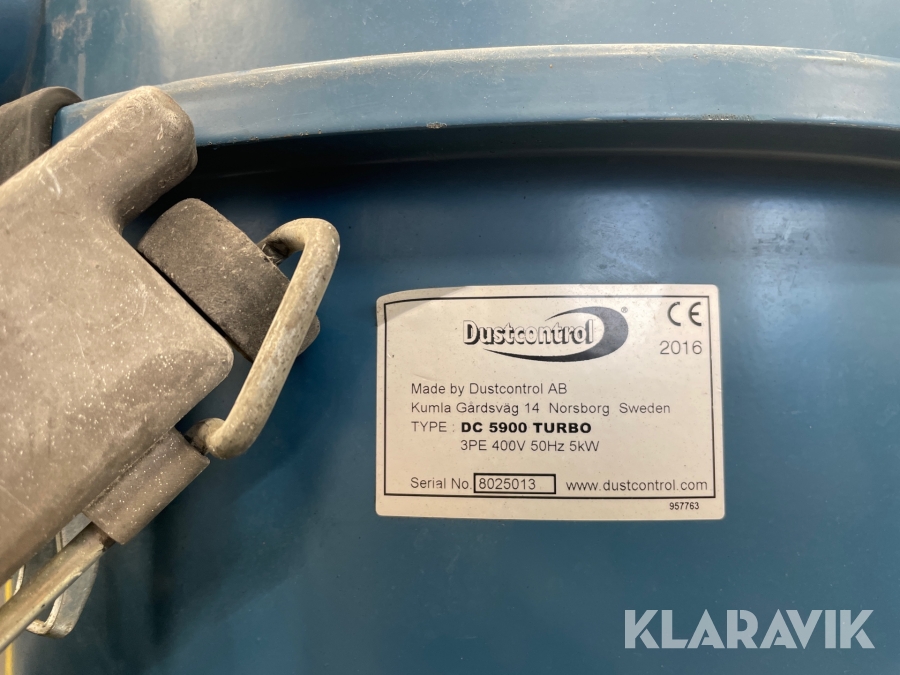 Dustcontrol ® CE
2016
Made by Dustcontrol AB
Kumla Gårdsväg 14 Norsborg Sweden
TYPE : DC 5900 TURBO
3PE 400V 50Hz 5kW
Serial No. 8025013 www.dustcontrol.com
957763
KLARAVIK